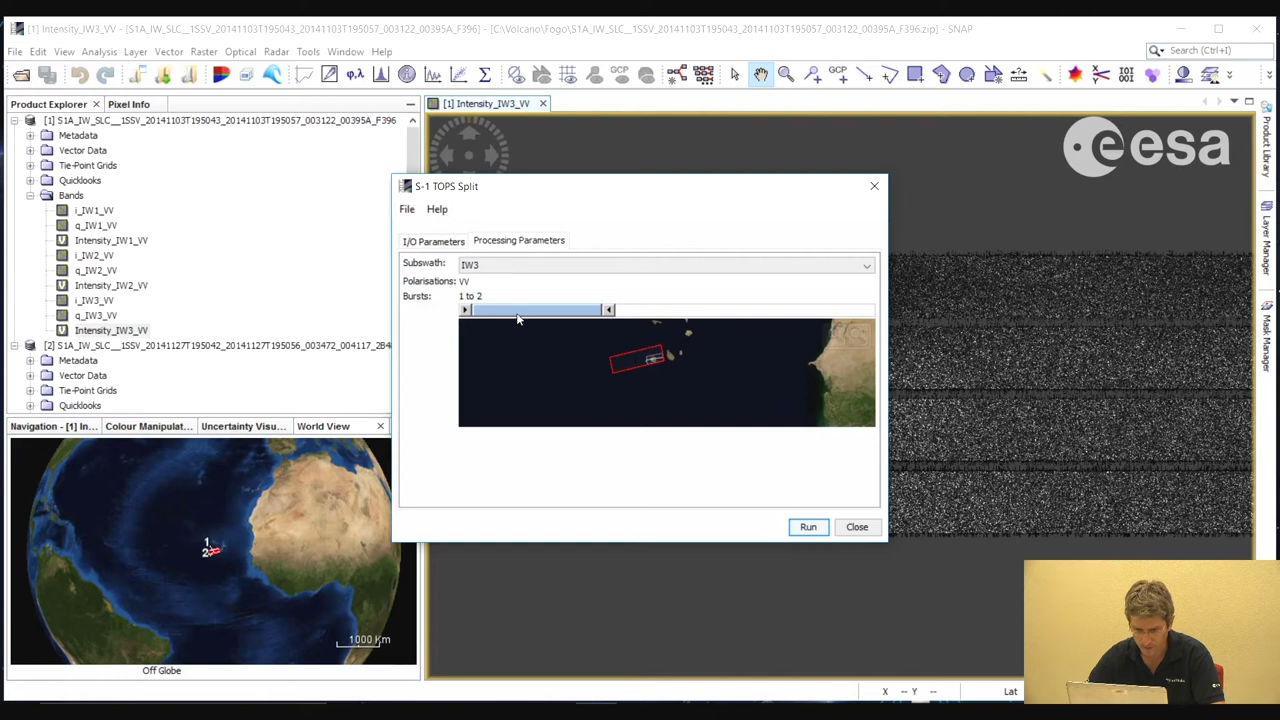 [1] Intensity_IW3_VV - [S1A_IW_SLC__1SSV_20141103T195043_20141103T195057_003122_00395A_F396] - [C:\Volcano\Fogo\S1A_IW_SLC__1SSV_20141103T195043_20141103T195057_003122_00395A_F396.zip] - SNAP
File Edit View Analysis Layer Vector Raster Optical Radar Tools Window Help
Search (Ctrl+I)
φ,λ Σ GCP GCP
Product Explorer Pixel Info
[1] Intensity_IW3_VV
[1] S1A_IW_SLC__1SSV_20141103T195043_20141103T195057_003122_00395A_F396
Metadata
Vector Data
Tie-Point Grids
Quicklooks
Bands
i_IW1_VV
q_IW1_VV
Intensity_IW1_VV
i_IW2_VV
q_IW2_VV
Intensity_IW2_VV
i_IW3_VV
q_IW3_VV
Intensity_IW3_VV
[2] S1A_IW_SLC__1SSV_20141127T195042_20141127T195056_003472_004117_2B4
Metadata
Vector Data
Tie-Point Grids
Quicklooks
esa
Product Library
Layer Manager
Mask Manager
S-1 TOPS Split
File Help
I/O Parameters Processing Parameters
Subswath: IW3
Polarisations: VV
Bursts: 1 to 2
Run Close
Navigation - [1] In... Colour Manipulat... Uncertainty Visu... World View
1
2
1000 Km
Off Globe
X -- Y -- Lat